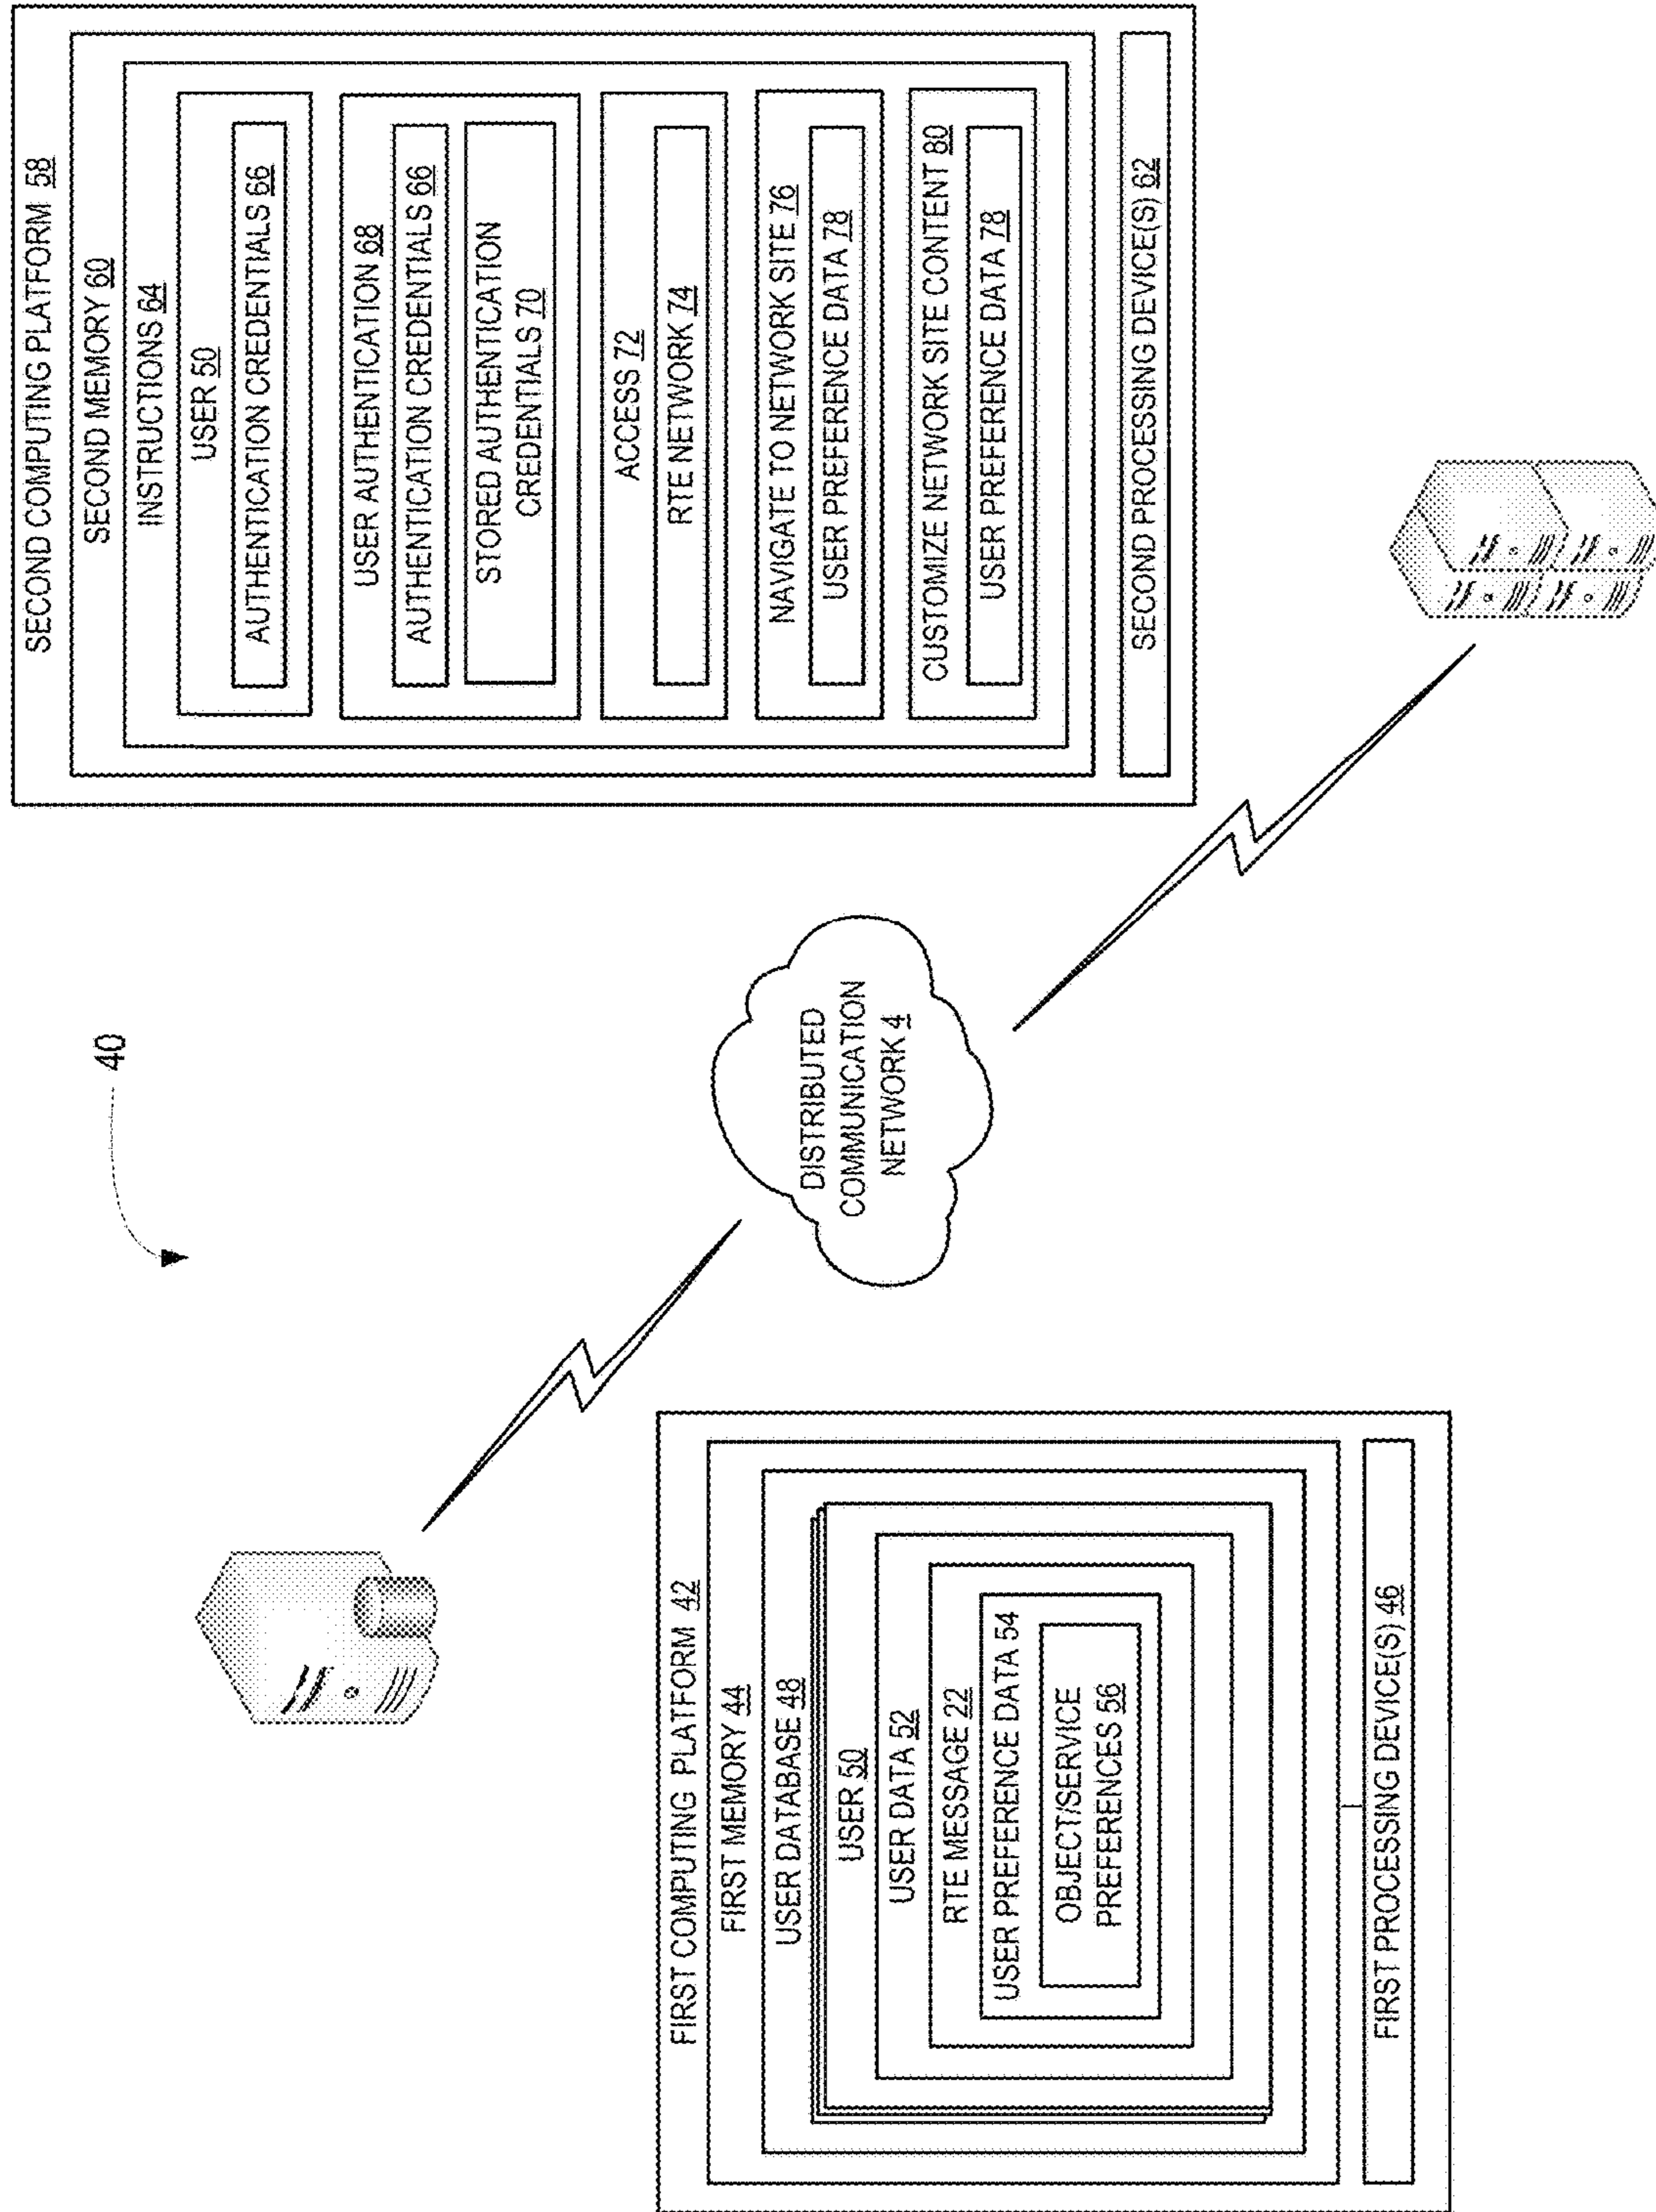 40
FIRST COMPUTING PLATFORM 42
FIRST MEMORY 44
USER DATABASE 48
USER 50
USER DATA 52
RTE MESSAGE 22
USER PREFERENCE DATA 54
OBJECT/SERVICE
PREFERENCES 56
FIRST PROCESSING DEVICE(S) 46
DISTRIBUTED
COMMUNICATION
NETWORK 4
SECOND COMPUTING PLATFORM 58
SECOND MEMORY 60
INSTRUCTIONS 64
USER 50
AUTHENTICATION CREDENTIALS 66
USER AUTHENTICATION 68
AUTHENTICATION CREDENTIALS 66
STORED AUTHENTICATION
CREDENTIALS 70
ACCESS 72
RTE NETWORK 74
NAVIGATE TO NETWORK SITE 76
USER PREFERENCE DATA 78
CUSTOMIZE NETWORK SITE CONTENT 80
USER PREFERENCE DATA 78
SECOND PROCESSING DEVICE(S) 62